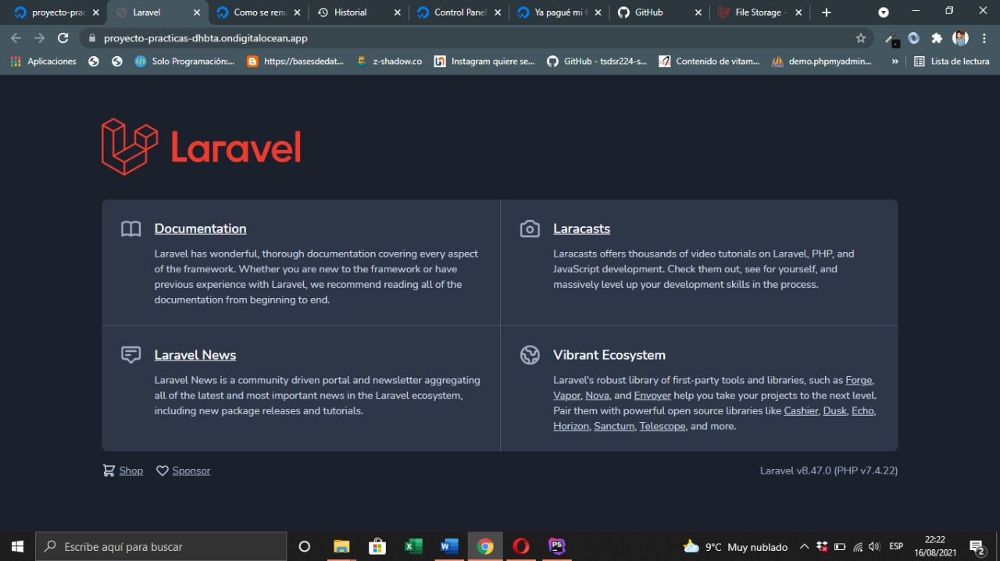 proyecto-prac
Laravel
Como se renu
Historial
Control Panel
Ya pagué mi f
GitHub
File Storage -
proyecto-practicas-dhbta.ondigitalocean.app
Aplicaciones
Solo Programación:...
https://basesdedat...
z-shadow.co
Instagram quiere se...
GitHub - tsdsr224-s...
Contenido de vitam...
demo.phpmyadmin...
»
Lista de lectura
Laravel
Documentation
Laravel has wonderful, thorough documentation covering every aspect
of the framework. Whether you are new to the framework or have
previous experience with Laravel, we recommend reading all of the
documentation from beginning to end.
Laracasts
Laracasts offers thousands of video tutorials on Laravel, PHP, and
JavaScript development. Check them out, see for yourself, and
massively level up your development skills in the process.
Laravel News
Laravel News is a community driven portal and newsletter aggregating
all of the latest and most important news in the Laravel ecosystem,
including new package releases and tutorials.
Vibrant Ecosystem
Laravel's robust library of first-party tools and libraries, such as Forge,
Vapor, Nova, and Envoyer help you take your projects to the next level.
Pair them with powerful open source libraries like Cashier, Dusk, Echo,
Horizon, Sanctum, Telescope, and more.
Shop
Sponsor
Laravel v8.47.0 (PHP v7.4.22)
Escribe aquí para buscar
9°C Muy nublado
ESP
22:22
16/08/2021
2